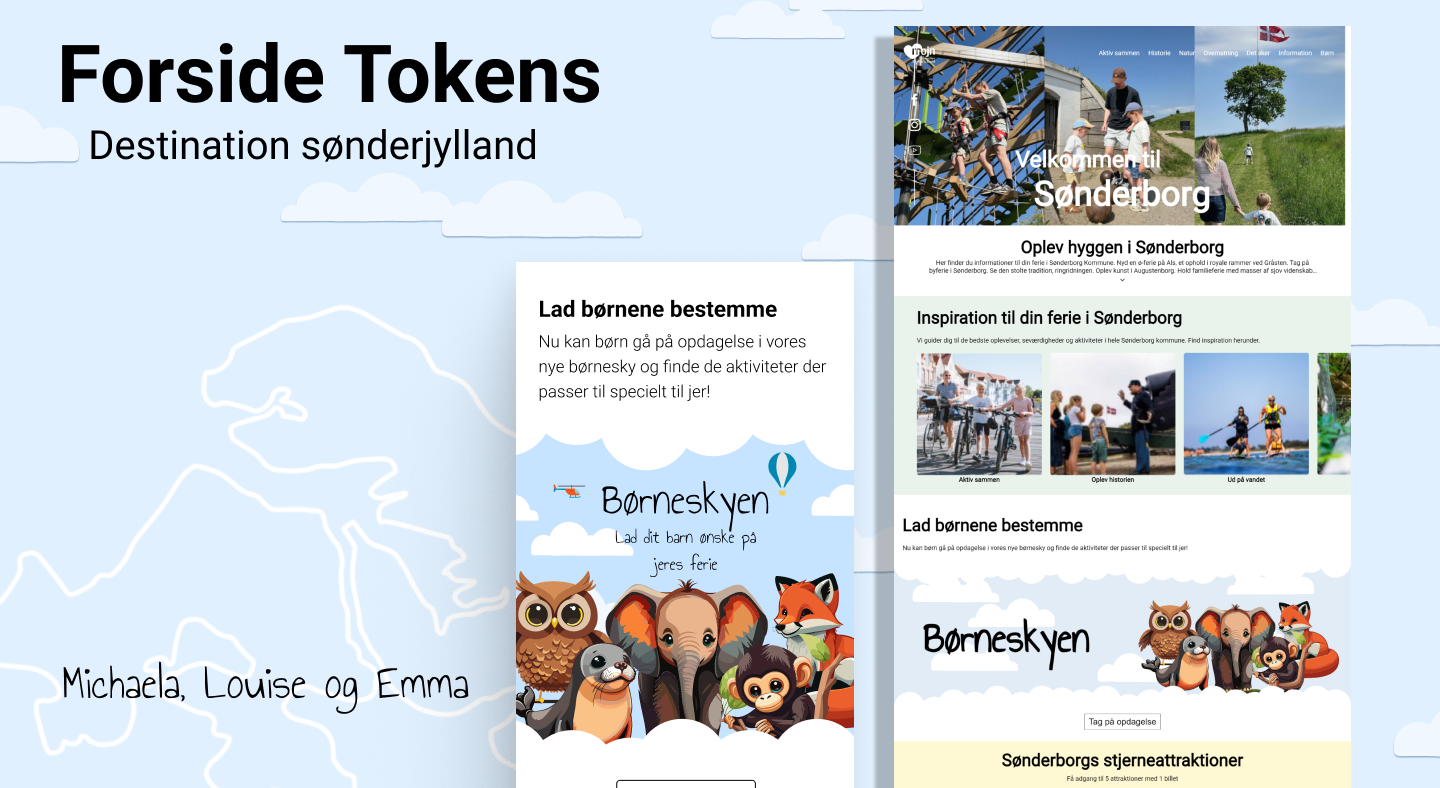 Forside Tokens
Destination sønderjylland
Michaela, Louise og Emma
Lad børnene bestemme
Nu kan børn gå på opdagelse i vores
nye børnesky og finde de aktiviteter der
passer til specielt til jer!
Børneskyen
Lad dit barn ønske på
jeres ferie
mojn
Aktiv sammen Historie Natur Overnatning Det sker Information Børn
Velkommen til
Sønderborg
Oplev hyggen i Sønderborg
Her finder du informationer til din ferie i Sønderborg Kommune. Nyd en ø-ferie på Als, et ophold i royale rammer ved Gråsten. Tag på
byferie i Sønderborg. Se den stolte tradition, ringridningen. Oplev kunst i Augustenborg. Hold familieferie med masser af sjov videnskab...
Inspiration til din ferie i Sønderborg
Vi guider dig til de bedste oplevelser, seværdigheder og aktiviteter i hele Sønderborg kommune. Find inspiration herunder.
Aktiv sammen Oplev historien Ud på vandet
Lad børnene bestemme
Nu kan børn gå på opdagelse i vores nye børnesky og finde de aktiviteter der passer til specielt til jer!
Børneskyen
Tag på opdagelse
Sønderborgs stjerneattraktioner
Få adgang til 5 attraktioner med 1 billet